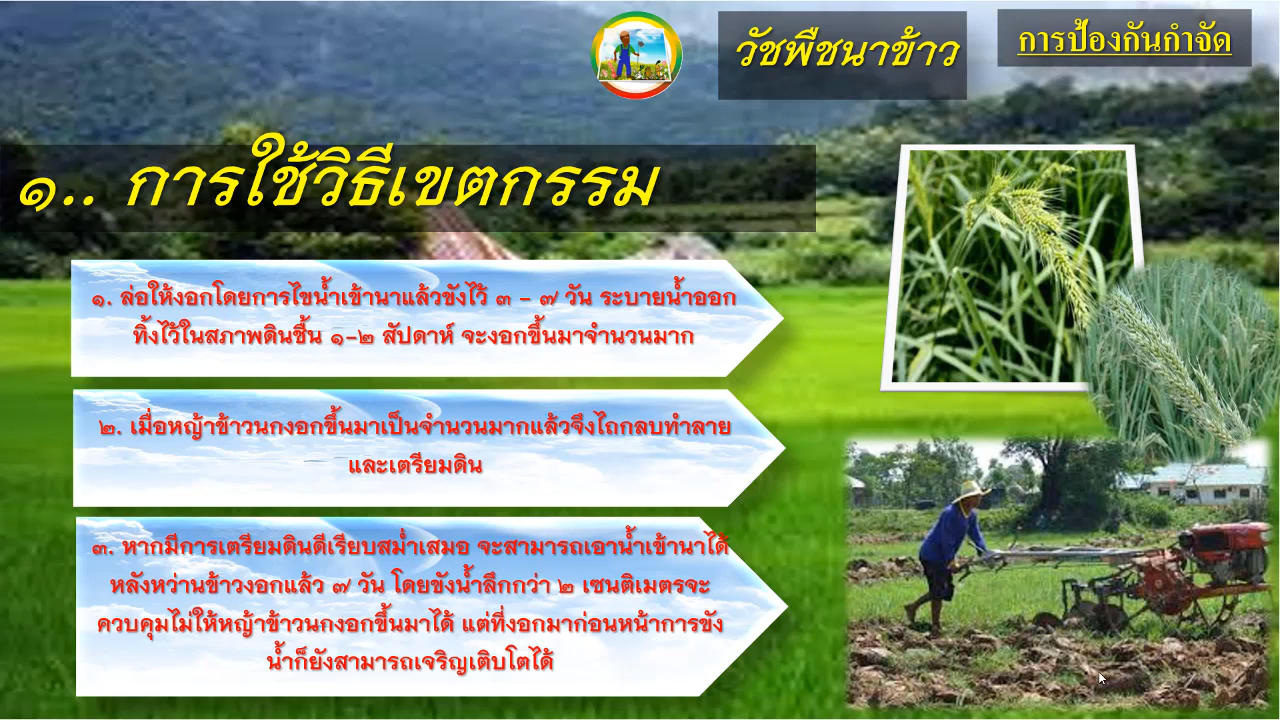 วัชพืชนาข้าว
การป้องกันกำจัด
๑.. การใช้วิธีเขตกรรม
๑. ล่อให้งอกโดยการไขน้ำเข้านาแล้วขังไว้ ๓ – ๗ วัน ระบายน้ำออก
ทิ้งไว้ในสภาพดินชื้น ๑–๒ สัปดาห์ จะงอกขึ้นมาจำนวนมาก
๒. เมื่อหญ้าข้าวนกงอกขึ้นมาเป็นจำนวนมากแล้วจึงไถกลบทำลาย
และเตรียมดิน
๓. หากมีการเตรียมดินดีเรียบสม่ำเสมอ จะสามารถเอาน้ำเข้านาได้
หลังหว่านข้าวงอกแล้ว ๗ วัน โดยขังน้ำลึกกว่า ๒ เซนติเมตรจะ
ควบคุมไม่ให้หญ้าข้าวนกงอกขึ้นมาได้ แต่ที่งอกมาก่อนหน้าการขัง
น้ำก็ยังสามารถเจริญเติบโตได้